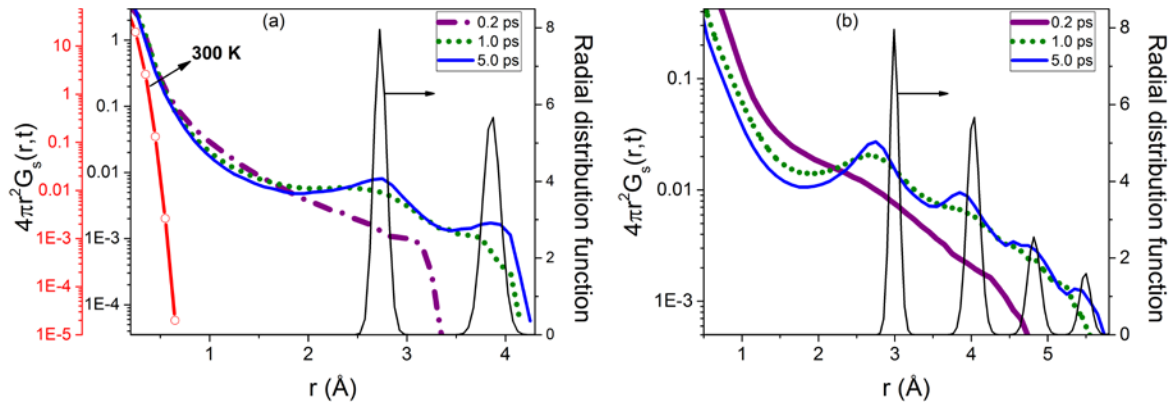 (a)
0.2 ps
1.0 ps
5.0 ps
300 K
10
1
0.1
0.01
1E-3
1E-4
1E-5
4πr²Gₛ(r,t)
1
0.1
0.01
1E-3
1E-4
1 2 3 4
r (Å)
8
6
4
2
0
Radial distribution function
(b)
0.2 ps
1.0 ps
5.0 ps
4πr²Gₛ(r,t)
0.1
0.01
1E-3
1 2 3 4 5
r (Å)
8
6
4
2
0
Radial distribution function